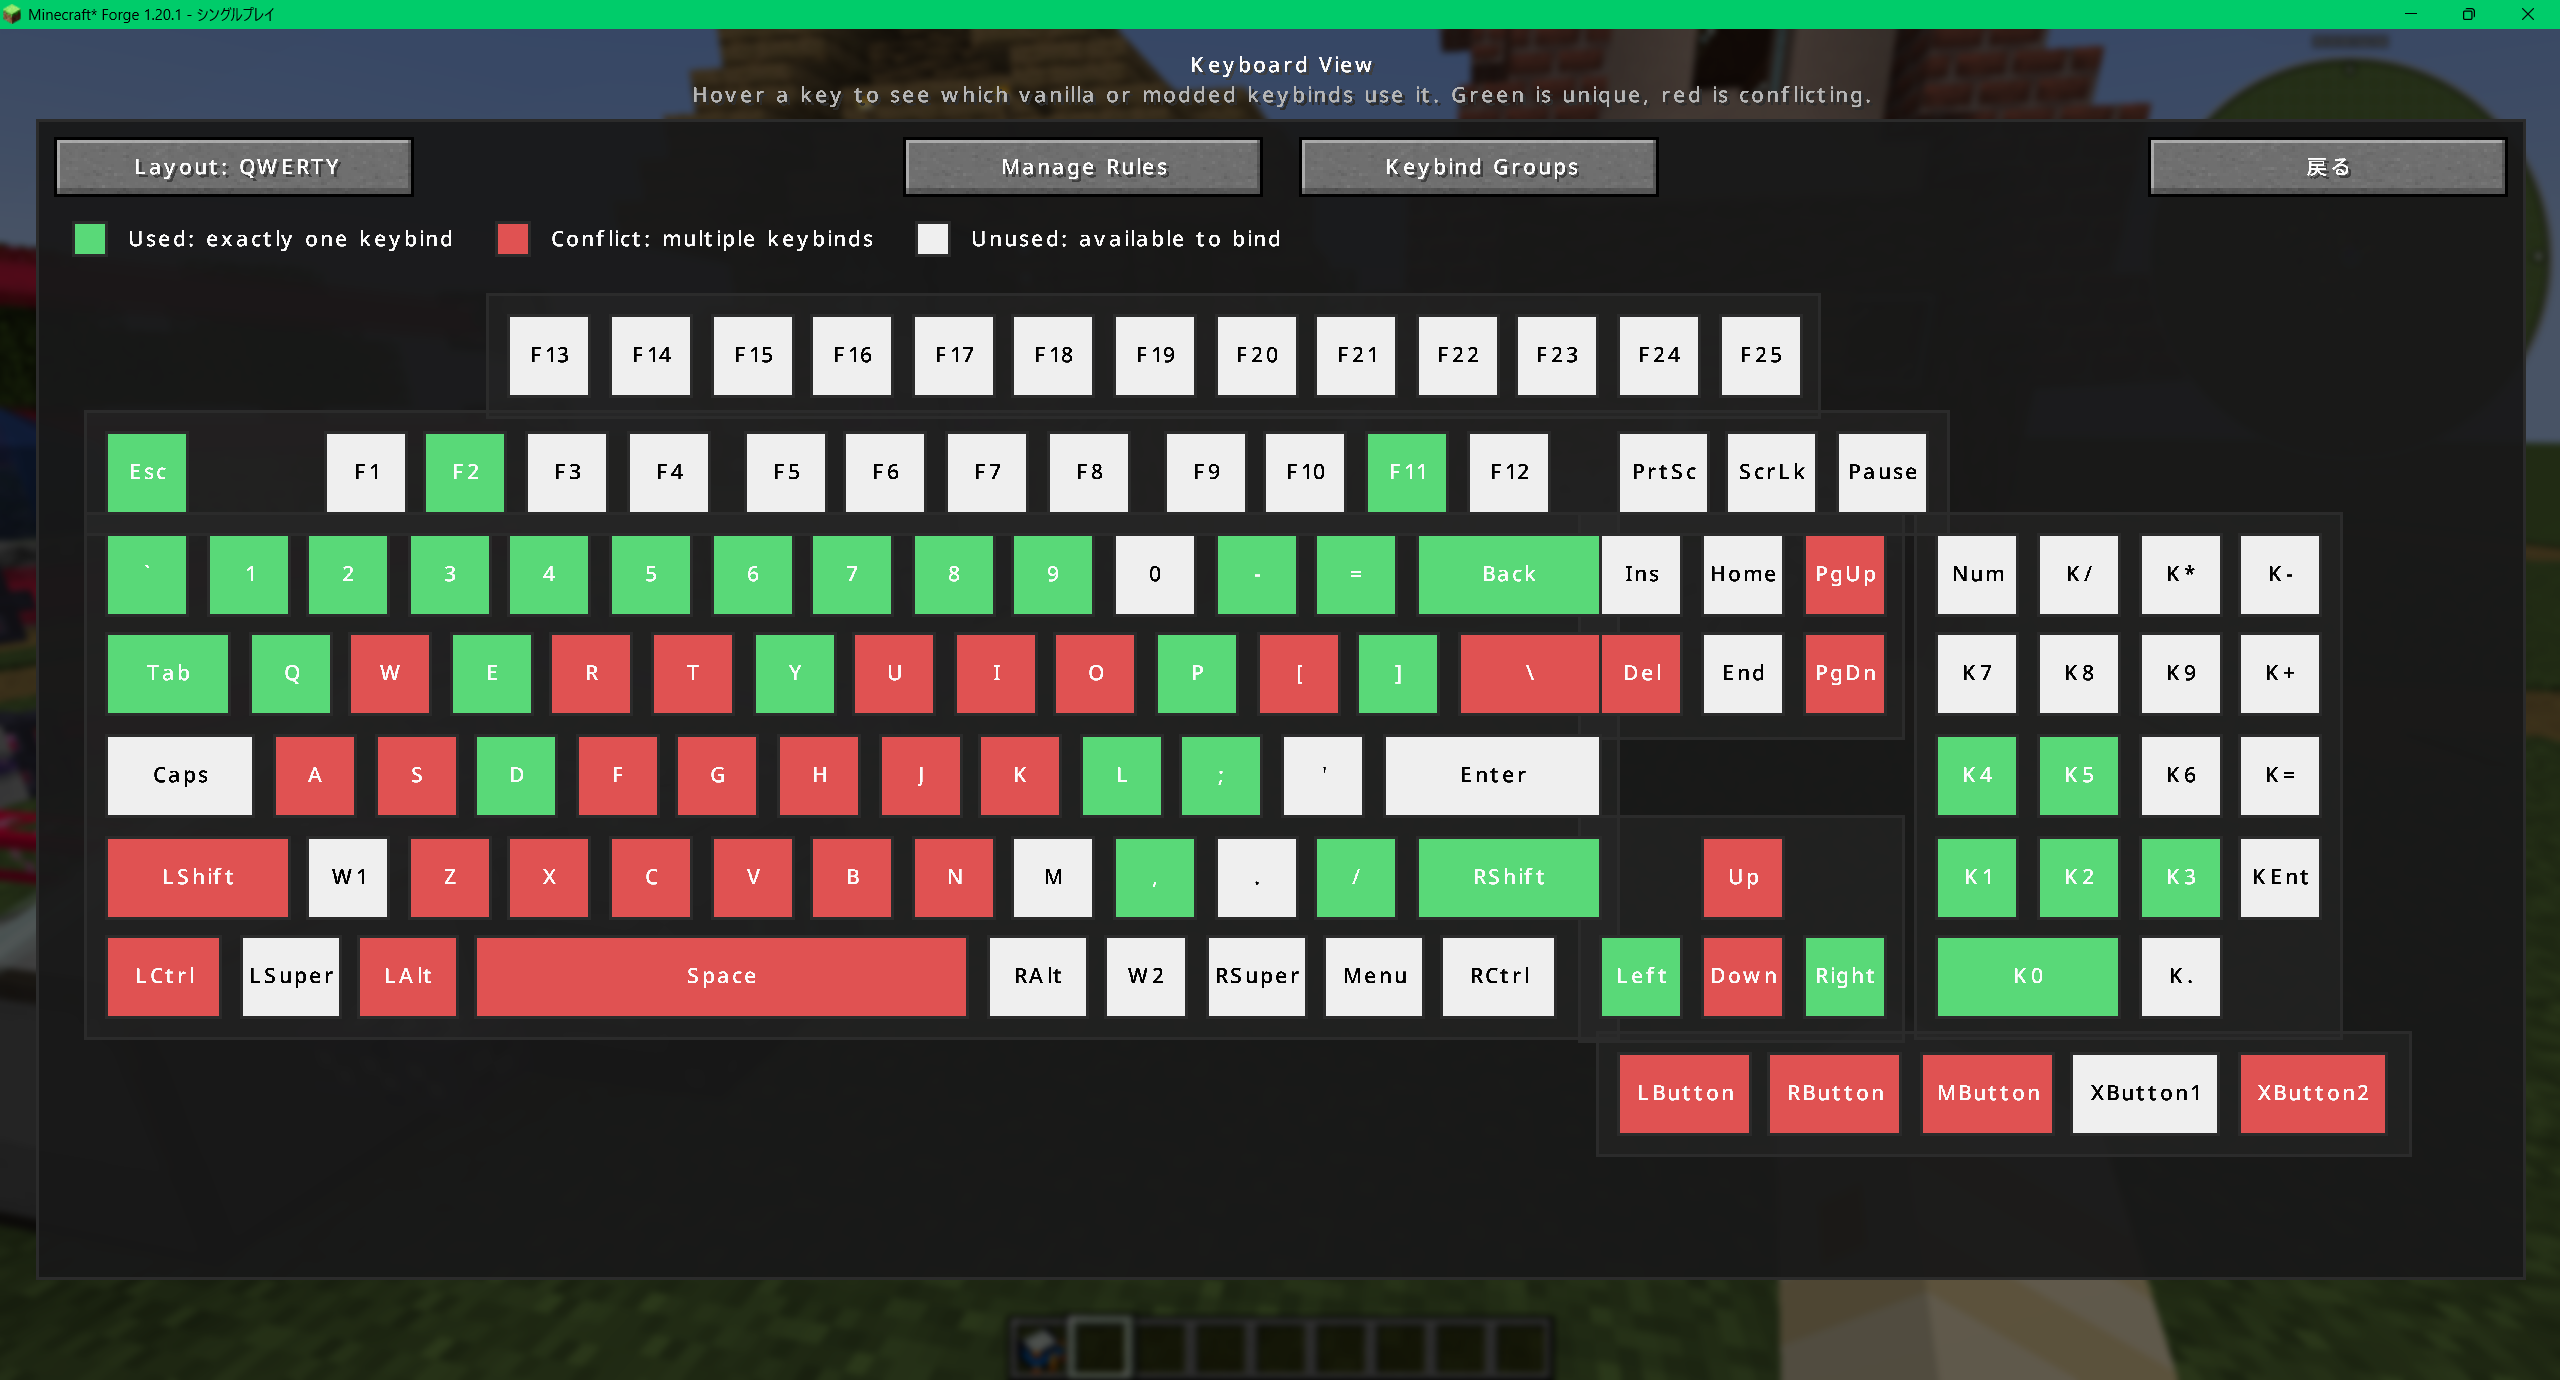 Minecraft* Forge 1.20.1 - シングルプレイ
Keyboard View
Hover a key to see which vanilla or modded keybinds use it. Green is unique, red is conflicting.
Layout: QWERTY Manage Rules Keybind Groups 戻る
Used: exactly one keybind Conflict: multiple keybinds Unused: available to bind
F13 F14 F15 F16 F17 F18 F19 F20 F21 F22 F23 F24 F25
Esc F1 F2 F3 F4 F5 F6 F7 F8 F9 F10 F11 F12 PrtSc ScrLk Pause
` 1 2 3 4 5 6 7 8 9 0 - = Back Ins Home PgUp Num K/ K* K-
Tab Q W E R T Y U I O P [ ] \ Del End PgDn K7 K8 K9 K+
Caps A S D F G H J K L ; ' Enter K4 K5 K6 K=
LShift W1 Z X C V B N M , . / RShift Up K1 K2 K3 KEnt
LCtrl LSuper LAlt Space RAlt W2 RSuper Menu RCtrl Left Down Right K0 K.
LButton RButton MButton XButton1 XButton2